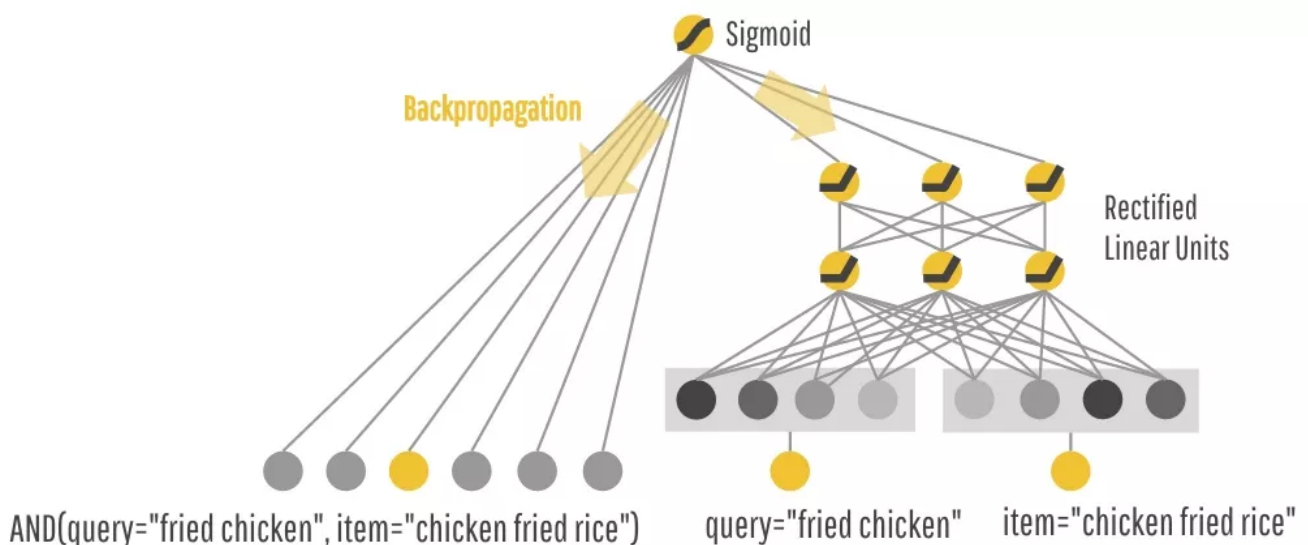 Sigmoid
Backpropagation
Rectified
Linear Units
AND(query="fried chicken", item="chicken fried rice")
query="fried chicken"
item="chicken fried rice"